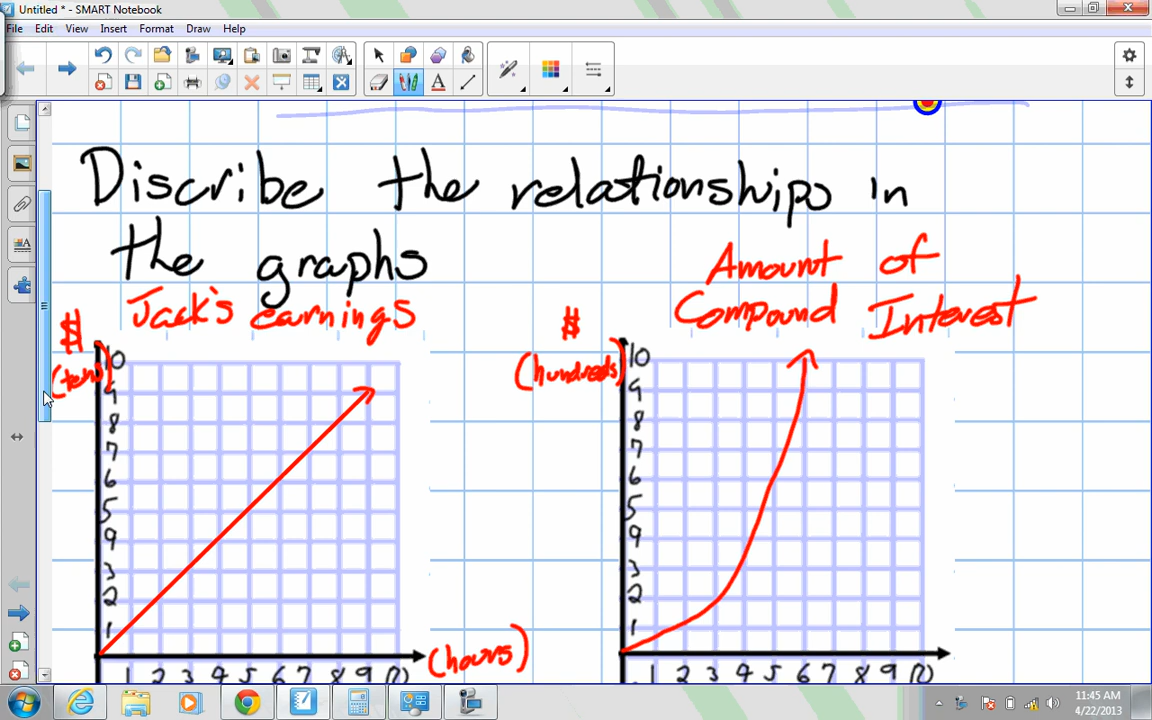 Untitled * - SMART Notebook
File Edit View Insert Format Draw Help
Discribe the relationships in
the graphs
Jack's earnings
$
(tens)
10
9
8
7
6
5
4
3
2
1
1 2 3 4 5 6 7 8 9 10
(hours)
Amount of
Compound Interest
$
(hundreds)
10
9
8
7
6
5
4
3
2
1
1 2 3 4 5 6 7 8 9 10
11:45 AM
4/22/2013